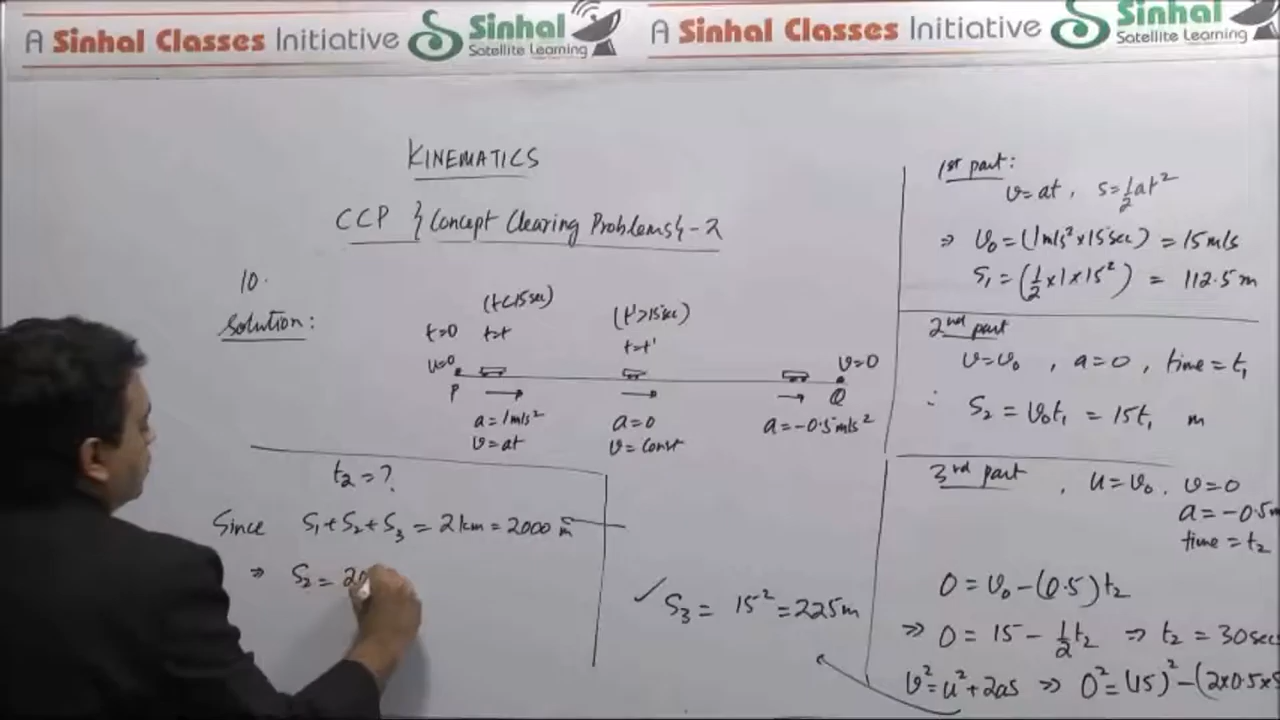 A Sinhal Classes Initiative Sinhal Satellite Learning A Sinhal Classes Initiative Sinhal Satellite Learning
KINEMATICS
CCP {Concept Clearing Problems}-2
10.
Solution:
(t<15sec)
(t'>15sec)
t=0 t=t t=t'
u=0 v=0
P Q
a=1m/s² a=0 a=-0.5m/s²
v=at v=const
t₂=?
Since S₁+S₂+S₃ = 2km = 2000 m
⇒ S₂ = 20
✓ S₃ = 15² = 225m
1st part:
v=at, s=½at²
⇒ v₀=(1m/s²×15sec) = 15m/s
S₁=(½×1×15²) = 112.5m
2nd part
v=v₀, a=0, time=t₁
∴ S₂ = v₀t₁ = 15t₁ m
3rd part, u=v₀, v=0
a=-0.5m
time=t₂
0=v₀-(0.5)t₂
⇒ 0=15-½t₂ ⇒ t₂=30sec
v²=u²+2as ⇒ 0²=(15)²-(2×0.5×S